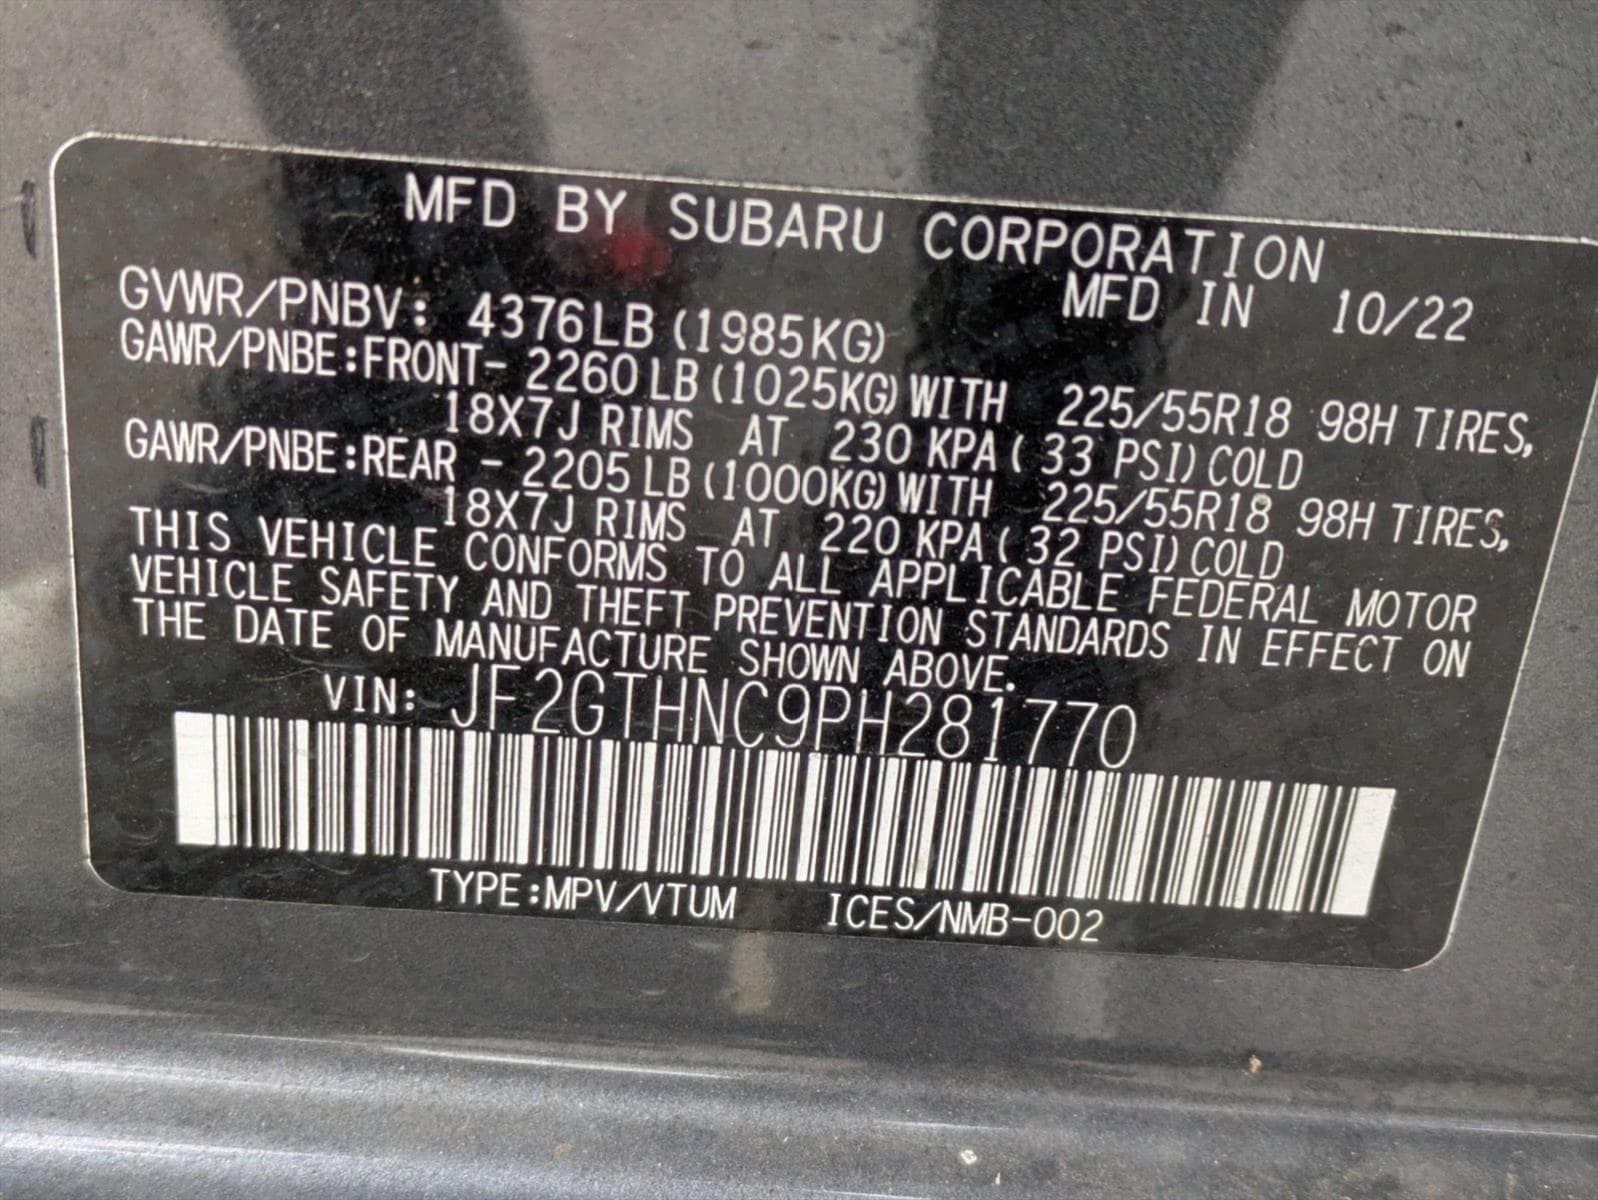 MFD BY SUBARU CORPORATION
MFD IN 10/22
GVWR/PNBV: 4376LB (1985KG)
GAWR/PNBE:FRONT- 2260 LB (1025KG) WITH 225/55R18 98H TIRES,
18X7J RIMS AT 230 KPA ( 33 PSI) COLD
GAWR/PNBE:REAR - 2205 LB (1000KG) WITH 225/55R18 98H TIRES,
18X7J RIMS AT 220 KPA ( 32 PSI) COLD
THIS VEHICLE CONFORMS TO ALL APPLICABLE FEDERAL MOTOR
VEHICLE SAFETY AND THEFT PREVENTION STANDARDS IN EFFECT ON
THE DATE OF MANUFACTURE SHOWN ABOVE.
VIN: JF2GTHNC9PH281770
TYPE:MPV/VTUM ICES/NMB-002